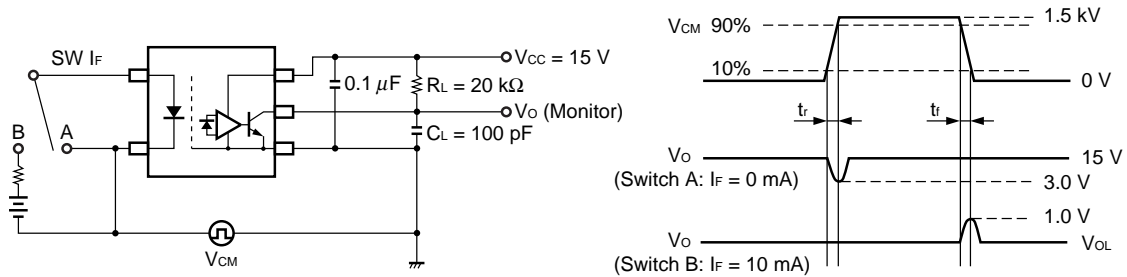 SW IF
B
A
VCC = 15 V
0.1 μF
RL = 20 kΩ
VO (Monitor)
CL = 100 pF
VCM
VCM 90%
10%
1.5 kV
0 V
tr
tf
VO
(Switch A: IF = 0 mA)
15 V
3.0 V
1.0 V
VO
(Switch B: IF = 10 mA)
VOL